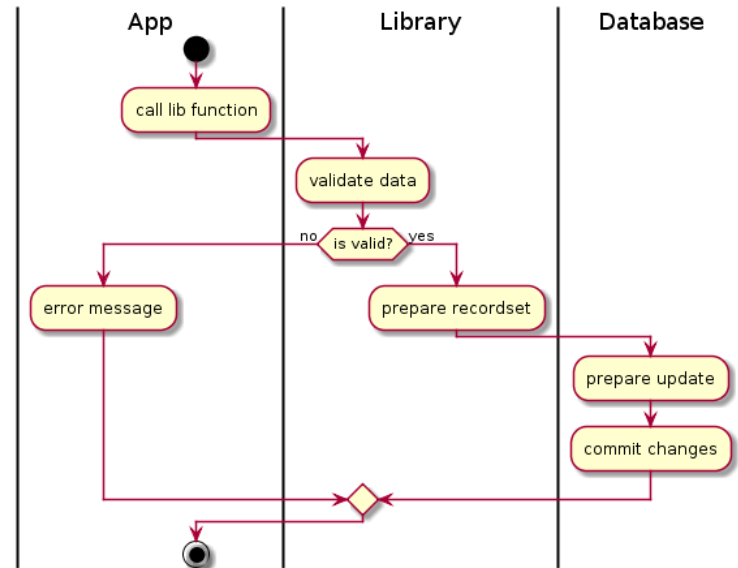 App
Library
Database
call lib function
validate data
no
is valid?
yes
error message
prepare recordset
prepare update
commit changes